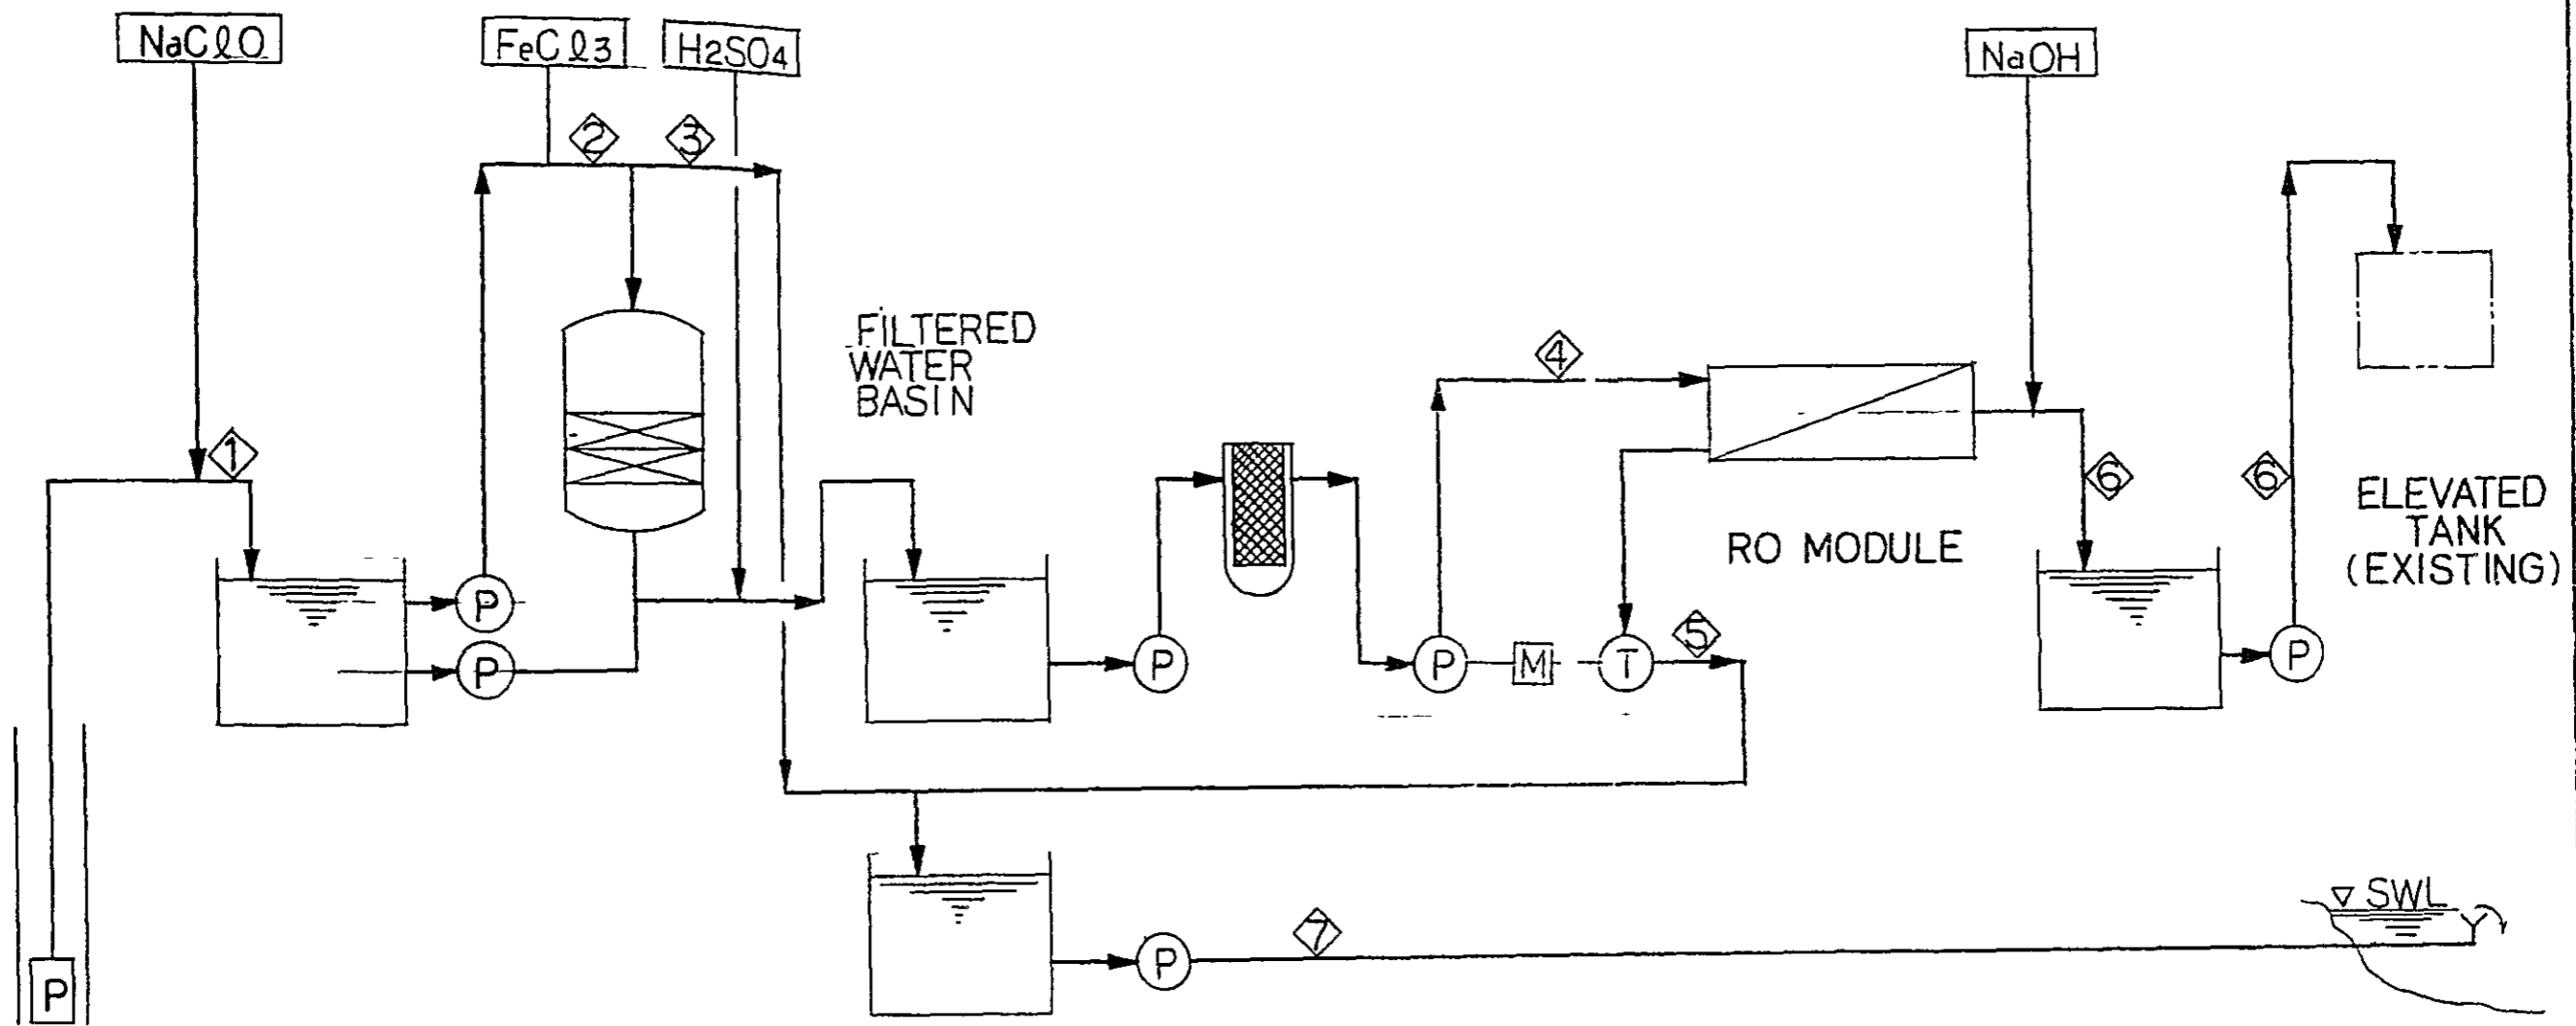 NaCℓO
FeCℓ3
H2SO4
NaOH
2
3
FILTERED
WATER
BASIN
4
1
6
6
ELEVATED
TANK
(EXISTING)
RO MODULE
P
P
P
P
M
T
5
P
SWL
7
P
P